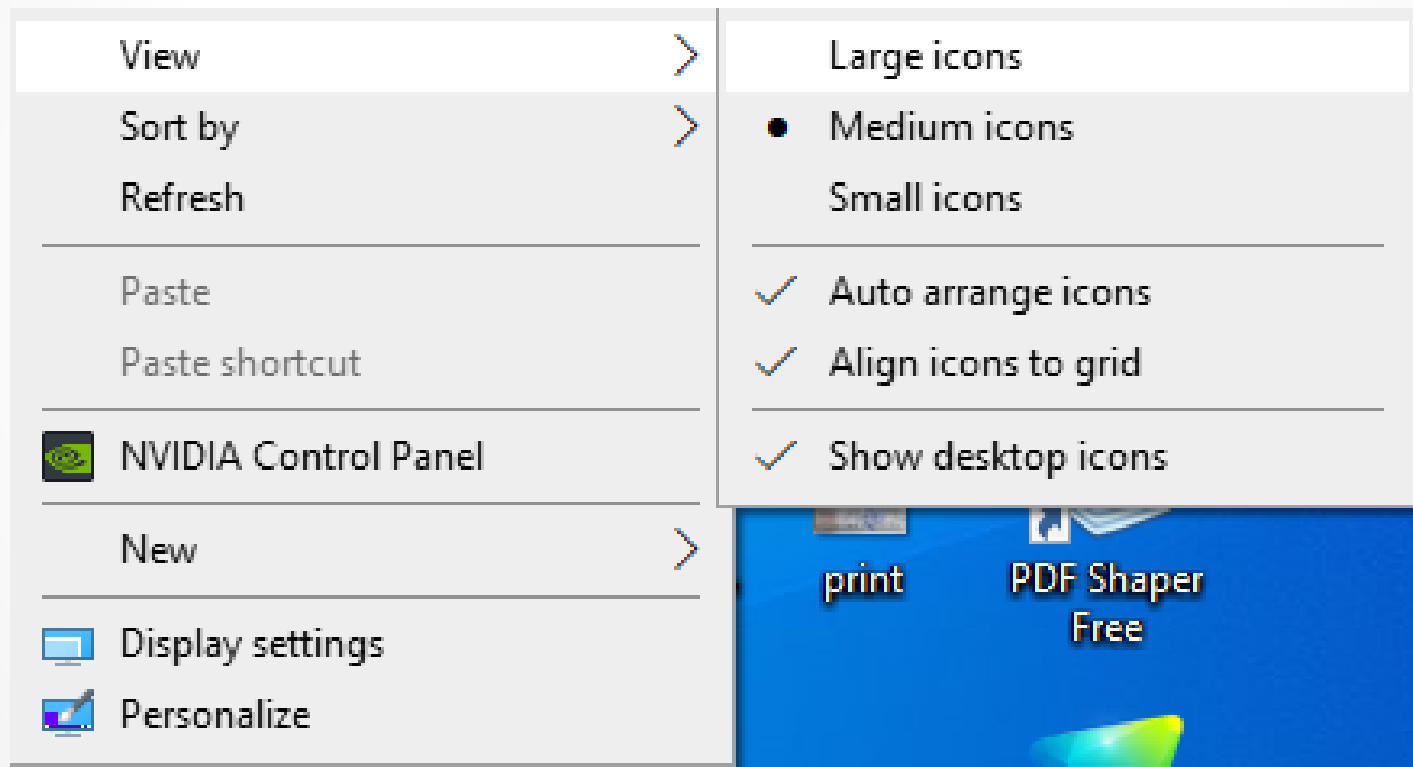 View
Sort by
Refresh
Paste
Paste shortcut
NVIDIA Control Panel
New
Display settings
Personalize
Large icons
Medium icons
Small icons
Auto arrange icons
Align icons to grid
Show desktop icons
print
PDF Shaper
Free